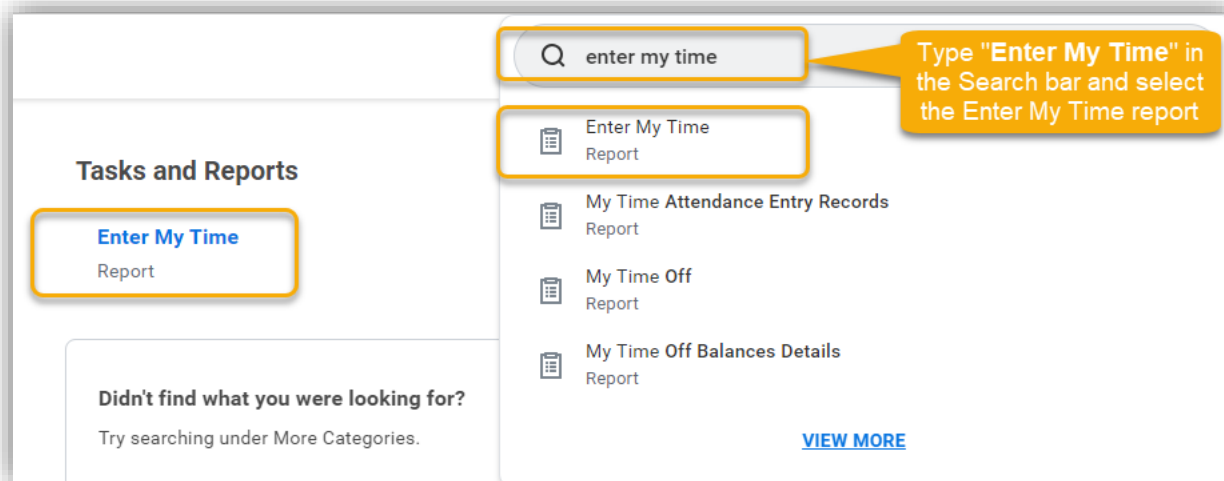 enter my time
Type "Enter My Time" in
the Search bar and select
the Enter My Time report
Enter My Time
Report
My Time Attendance Entry Records
Report
My Time Off
Report
My Time Off Balances Details
Report
VIEW MORE
Tasks and Reports
Enter My Time
Report
Didn't find what you were looking for?
Try searching under More Categories.